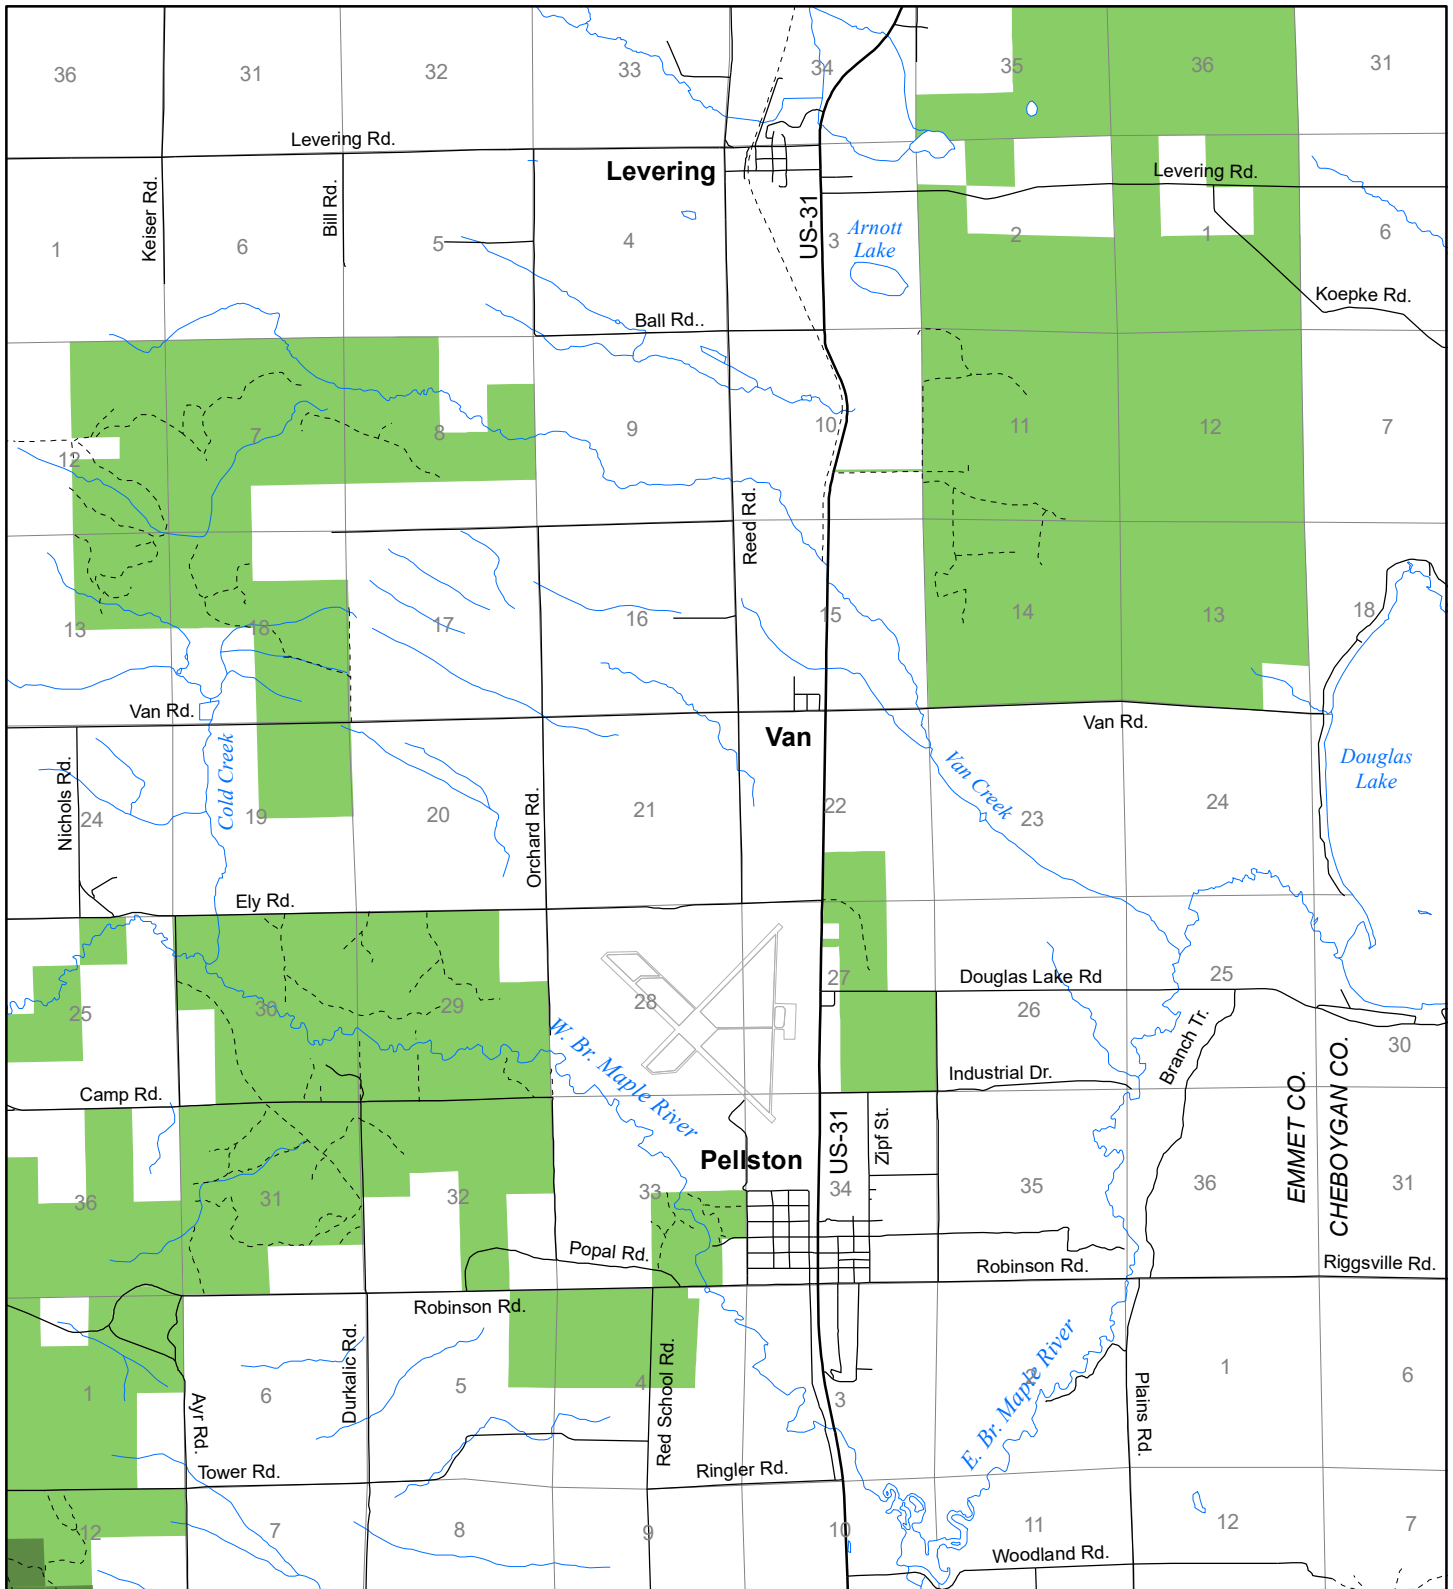 36
31
32
33
34
35
36
31
Levering Rd.
Levering
Levering Rd.
Keiser Rd.
Bill Rd.
US-31
1
6
5
4
3
Arnott
Lake
2
1
6
Koepke Rd.
Ball Rd..
12
7
8
9
10
11
12
7
Reed Rd.
13
18
17
16
15
14
13
18
Van Rd.
Van
Van Rd.
Nichols Rd.
Cold Creek
Orchard Rd.
Van Creek
Douglas
Lake
24
19
20
21
22
23
24
Ely Rd.
25
30
29
28
27
Douglas Lake Rd
26
25
30
W. Br. Maple River
Industrial Dr.
Branch Tr.
EMMET CO.
CHEBOYGAN CO.
Camp Rd.
US-31
Zipf St.
Pellston
36
31
32
33
34
35
36
31
Popal Rd.
Robinson Rd.
Riggsville Rd.
Robinson Rd.
Durkalic Rd.
Red School Rd.
Ayr Rd.
E. Br. Maple River
Plains Rd.
1
6
5
4
3
2
1
6
Tower Rd.
Ringler Rd.
12
7
8
9
10
11
12
7
Woodland Rd.